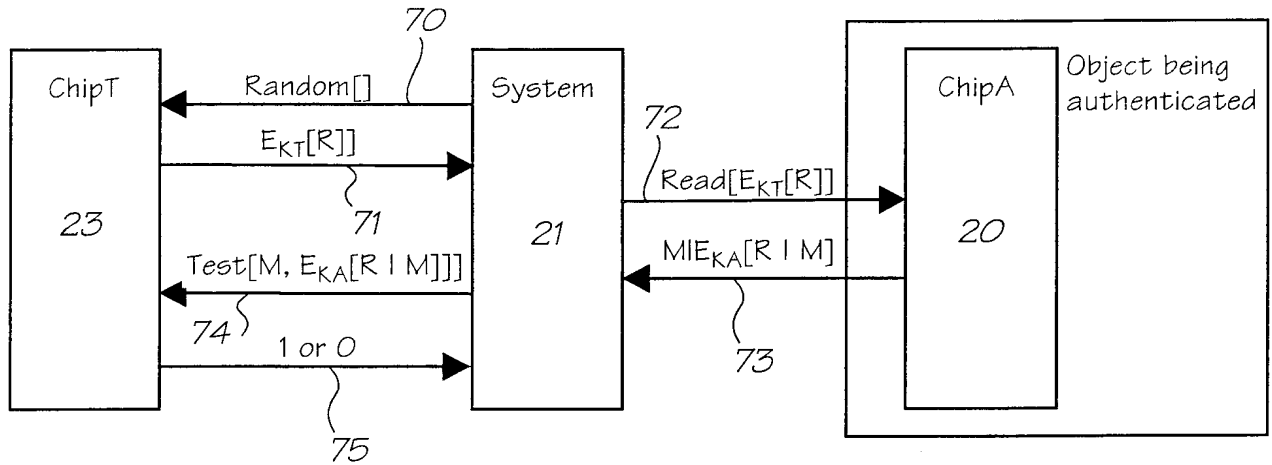 70
ChipT
Random[]
System
ChipA
Object being
authenticated
E_KT[R]]
72
71
Read[E_KT[R]]
23
21
20
MIE_KA[R | M]
Test[M, E_KA[R | M]]]
74
73
1 or 0
75